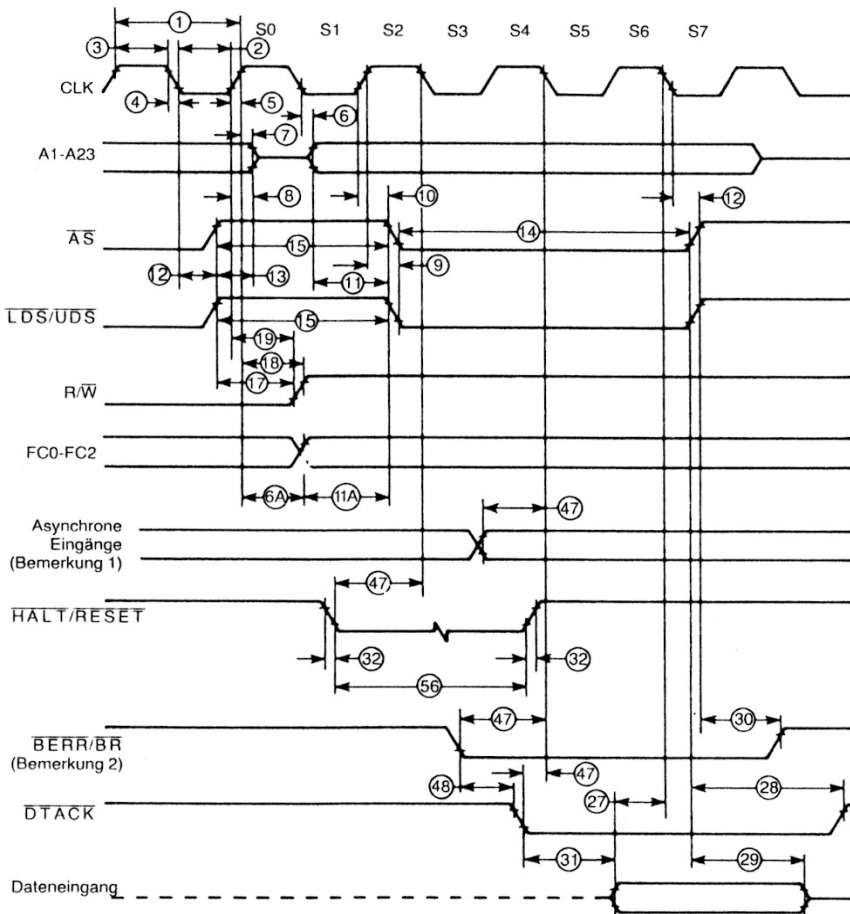 1
S0 S1 S2 S3 S4 S5 S6 S7
3 2
CLK
4 5 6
7
A1-A23
8 10 12
AS
15 14
12 13 9
11
LDS/UDS
15
19
18
17
R/W
FC0-FC2
6A 11A
47
Asynchrone
Eingänge
(Bemerkung 1)
47
HALT/RESET
32 32
56
47 30
BERR/BR
(Bemerkung 2)
47
48 27 28
DTACK
31 29
Dateneingang